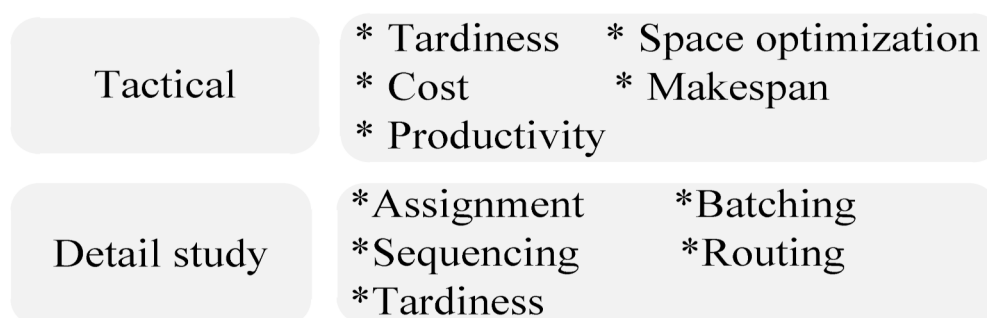 Tactical
* Tardiness * Space optimization
* Cost * Makespan
* Productivity
Detail study
*Assignment *Batching
*Sequencing *Routing
*Tardiness